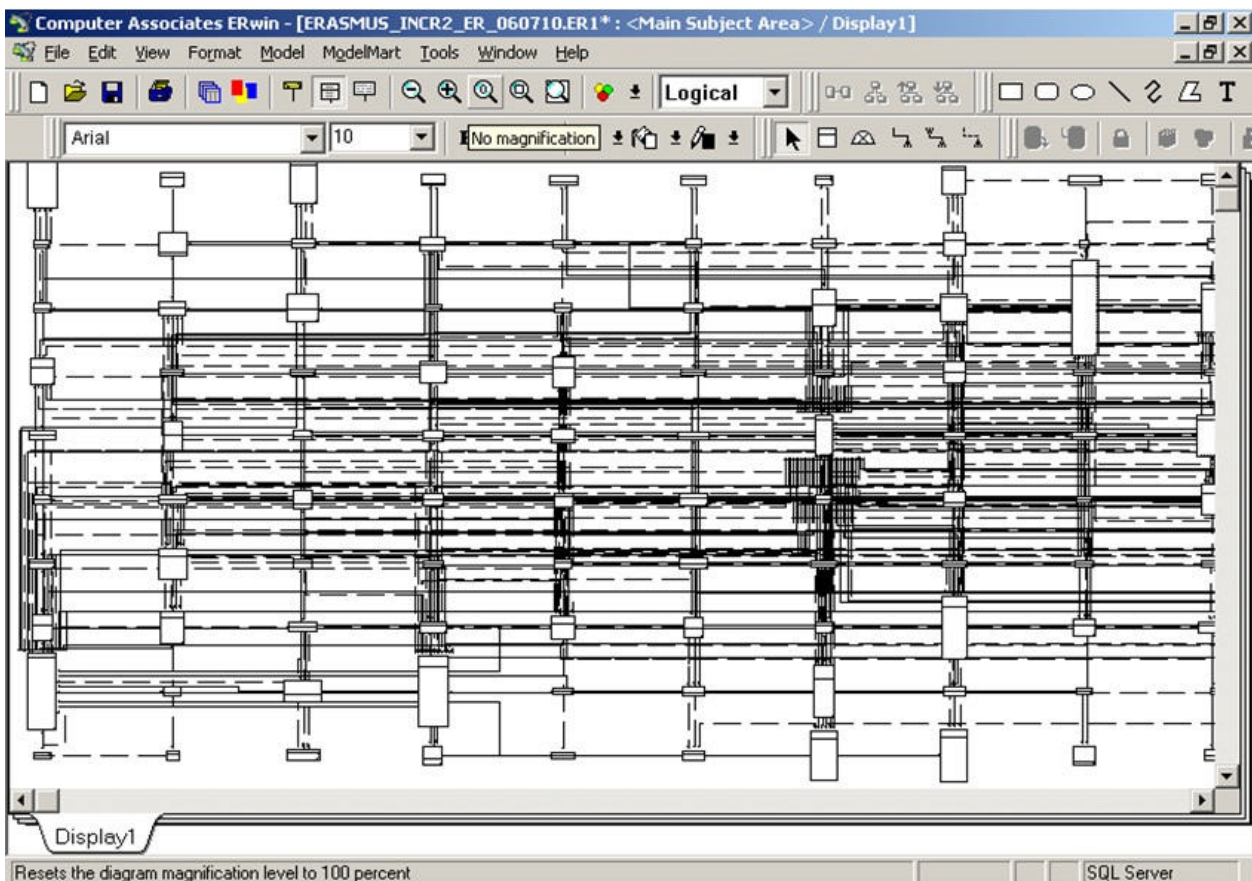 Computer Associates ERwin - [ERASMUS_INCR2_ER_060710.ER1* : <Main Subject Area> / Display1]
File Edit View Format Model ModelMart Tools Window Help
Logical T
Arial 10 No magnification
Display1
Resets the diagram magnification level to 100 percent SQL Server